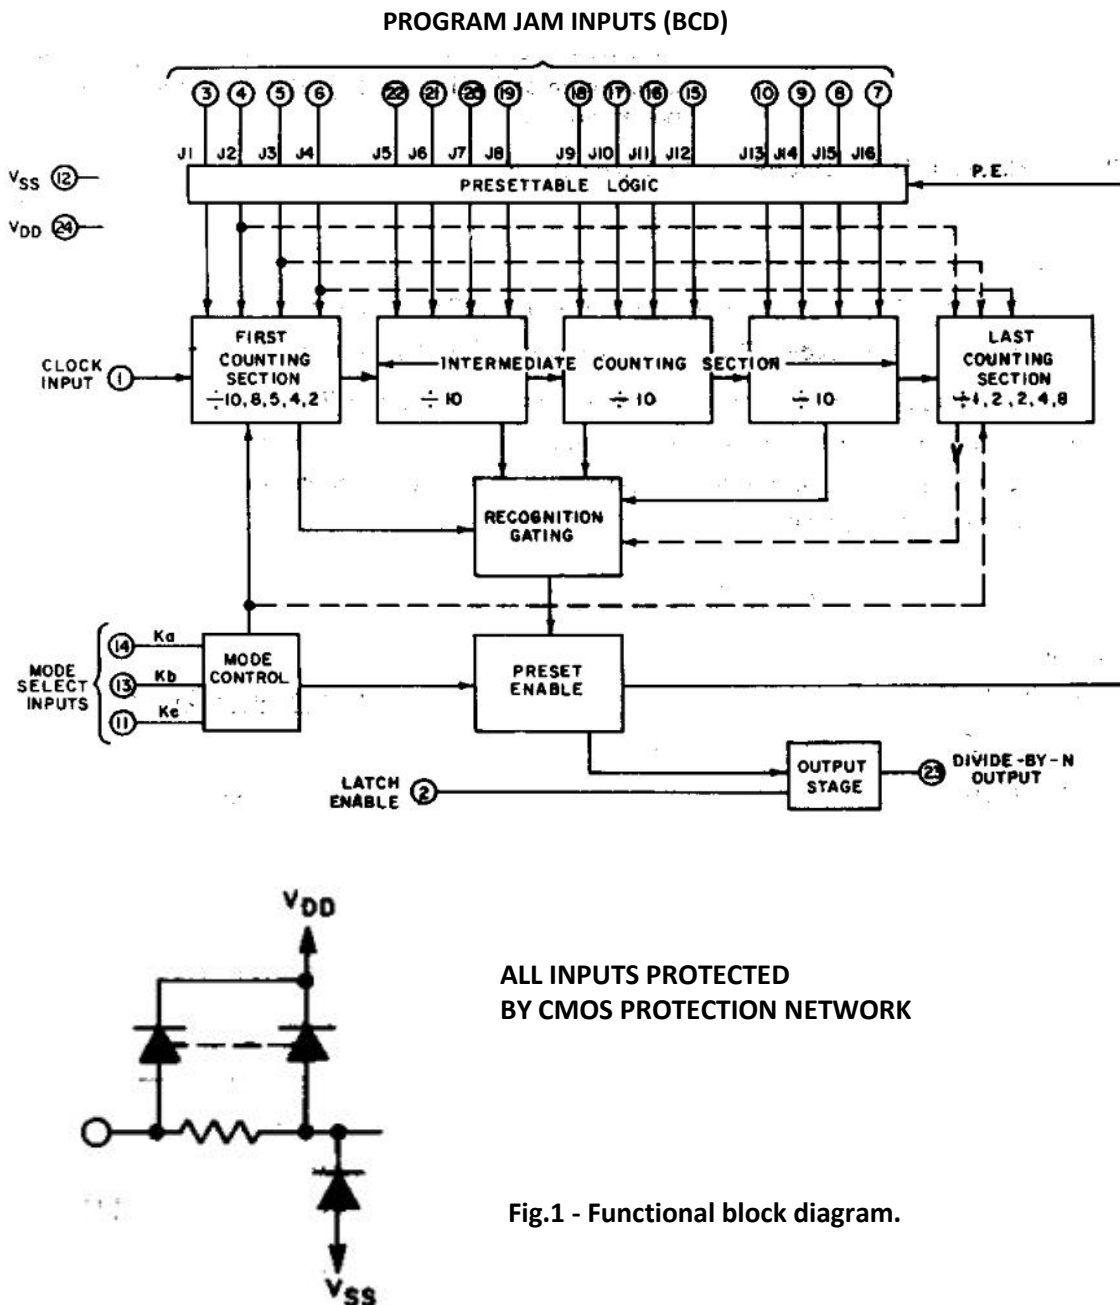 PROGRAM JAM INPUTS (BCD)
3 4 5 6 22 21 20 19 18 17 16 15 10 9 8 7
J1 J2 J3 J4 J5 J6 J7 J8 J9 J10 J11 J12 J13 J14 J15 J16
VSS 12
PRESETTABLE LOGIC
P.E.
VDD 24
CLOCK
INPUT 1
FIRST
COUNTING
SECTION
÷10,8,5,4,2
INTERMEDIATE COUNTING SECTION
÷10
÷10
÷10
LAST
COUNTING
SECTION
÷1,2,2,4,8
RECOGNITION
GATING
MODE
SELECT
INPUTS
14 Ka
13 Kb
11 Kc
MODE
CONTROL
PRESET
ENABLE
LATCH
ENABLE 2
OUTPUT
STAGE
23 DIVIDE-BY-N
OUTPUT
VDD
ALL INPUTS PROTECTED
BY CMOS PROTECTION NETWORK
VSS
Fig.1 - Functional block diagram.